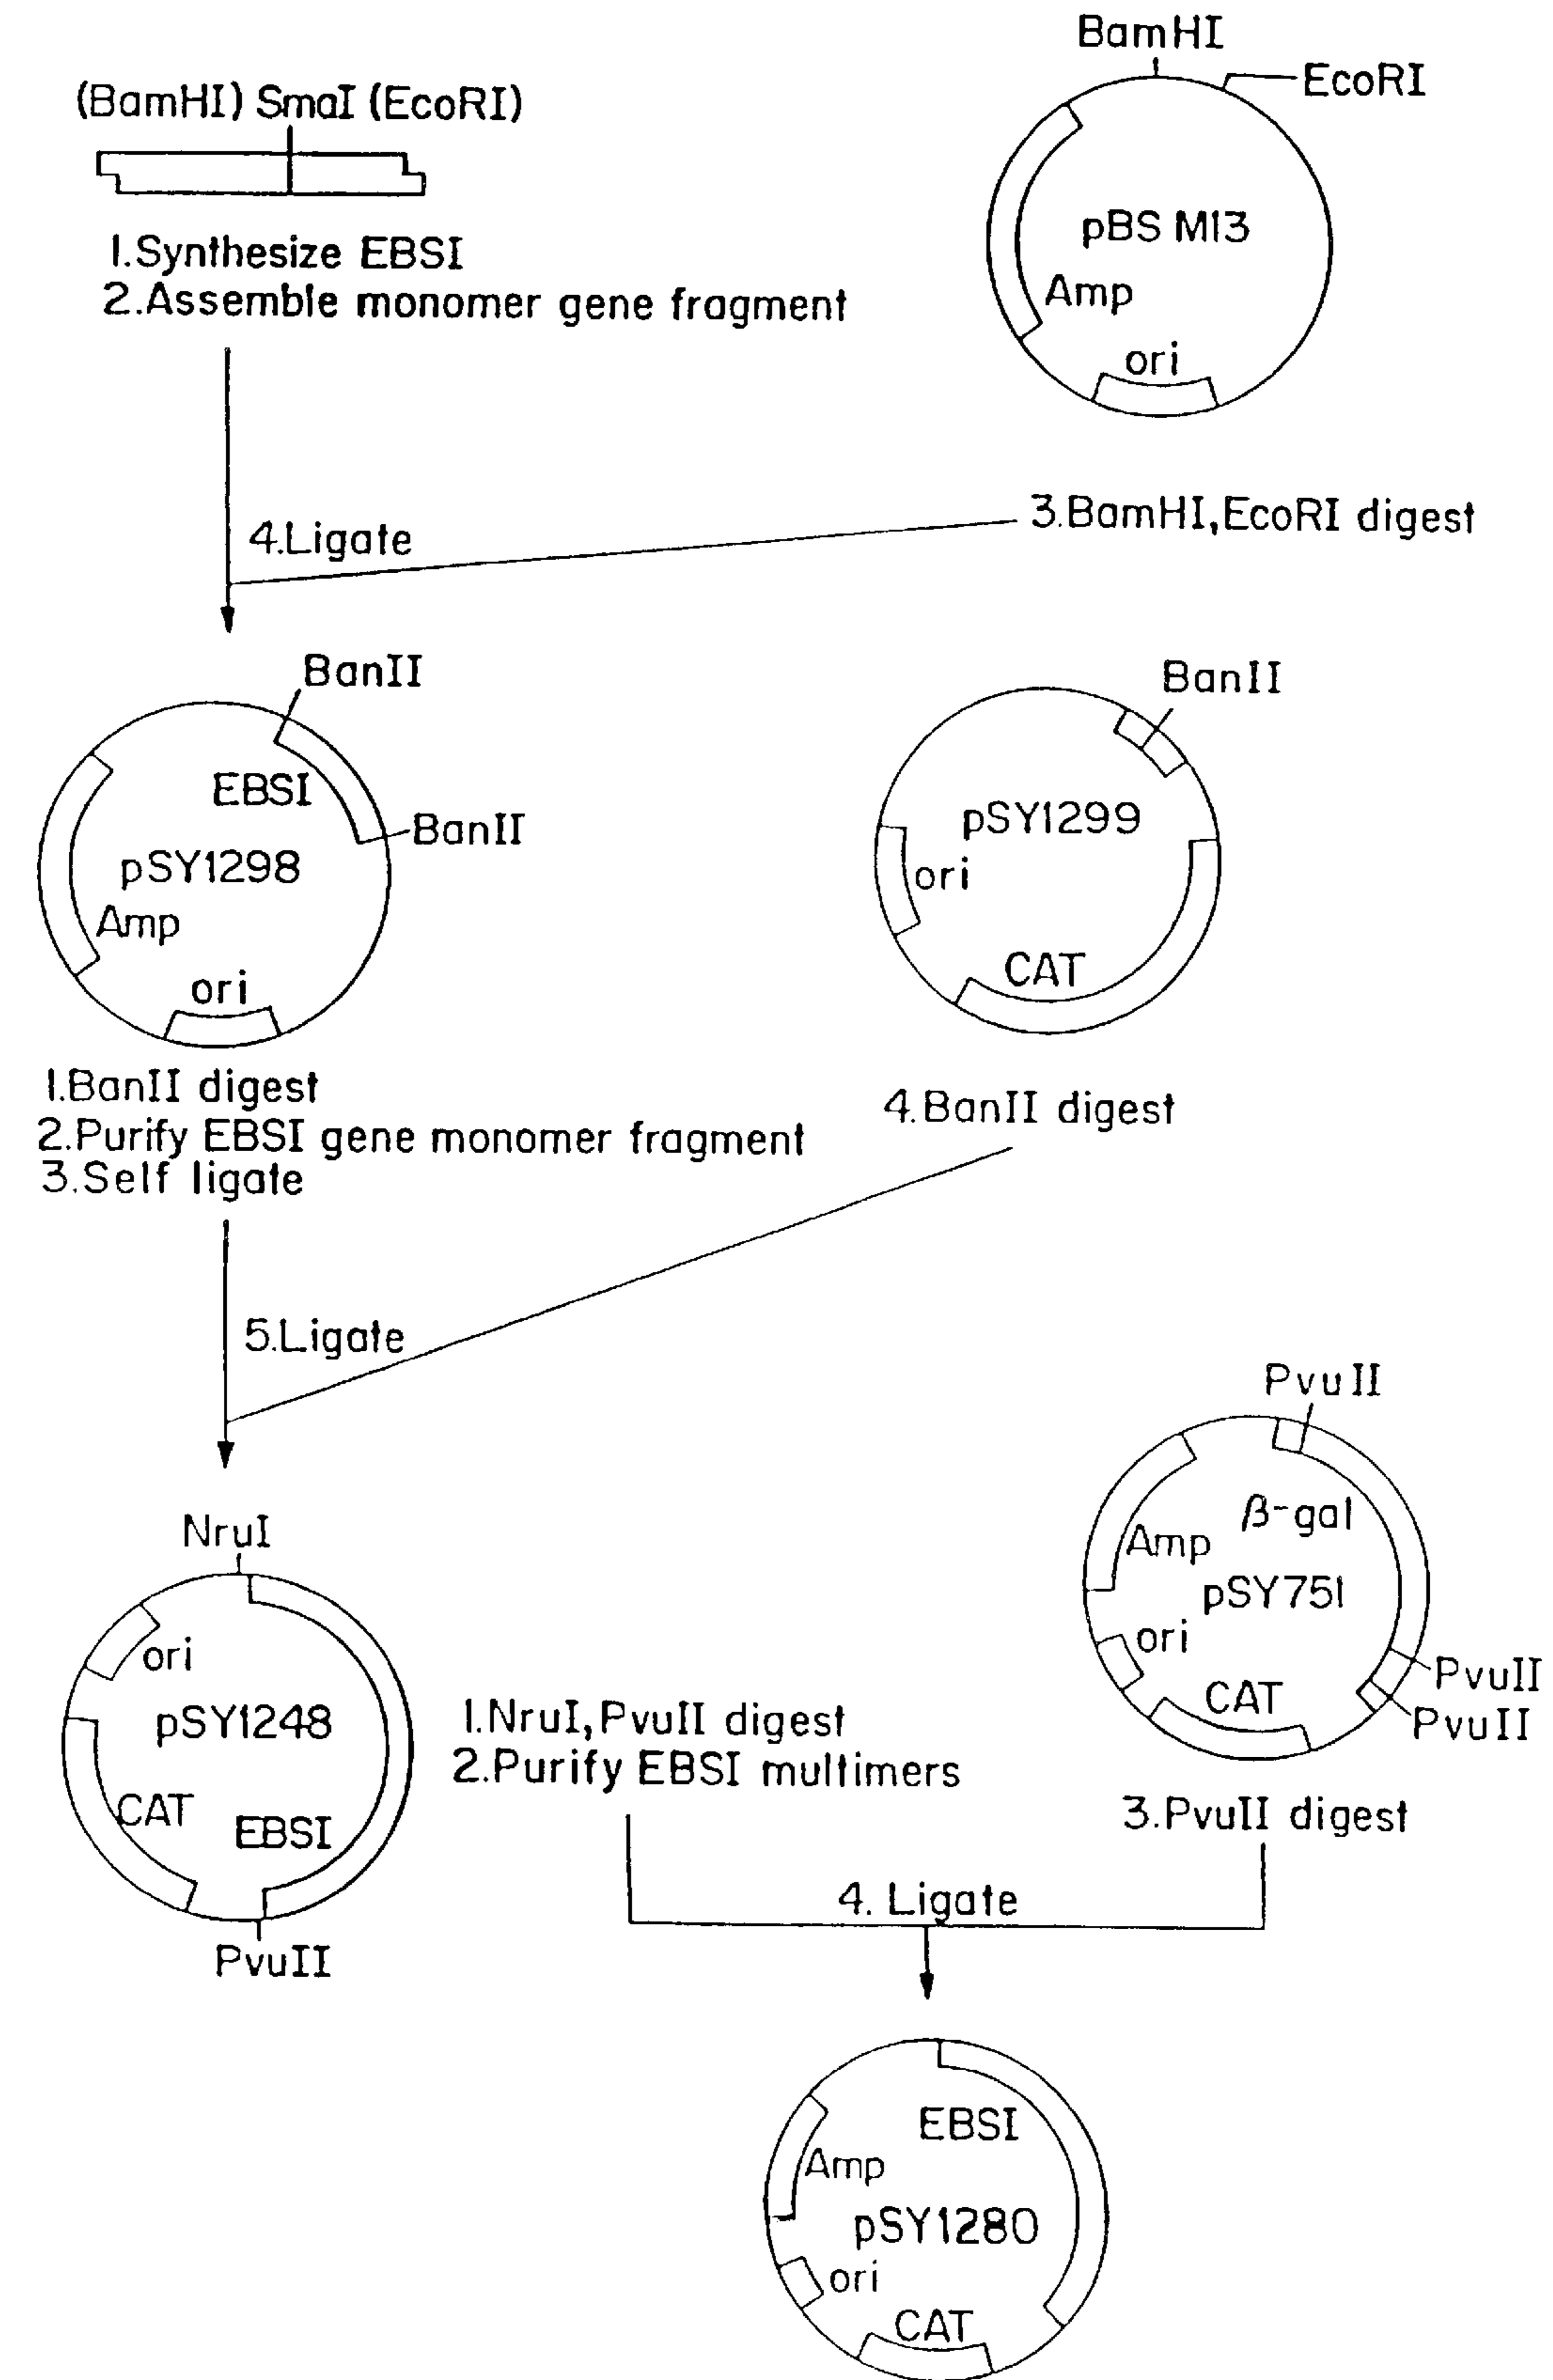 BamHI
(BamHI) SmaI (EcoRI)
EcoRI
pBS M13
Amp
ori
1.Synthesize EBSI
2.Assemble monomer gene fragment
3.BamHI,EcoRI digest
4.Ligate
BanII
EBSI
BanII
pSY1298
Amp
ori
BanII
pSY1299
ori
CAT
1.BanII digest
2.Purify EBSI gene monomer fragment
3.Self ligate
4.BanII digest
5.Ligate
NruI
ori
pSY1248
CAT
EBSI
PvuII
1.NruI,PvuII digest
2.Purify EBSI multimers
PvuII
β-gal
Amp
pSY751
ori
CAT
PvuII
PvuII
3.PvuII digest
4. Ligate
EBSI
Amp
pSY1280
ori
CAT